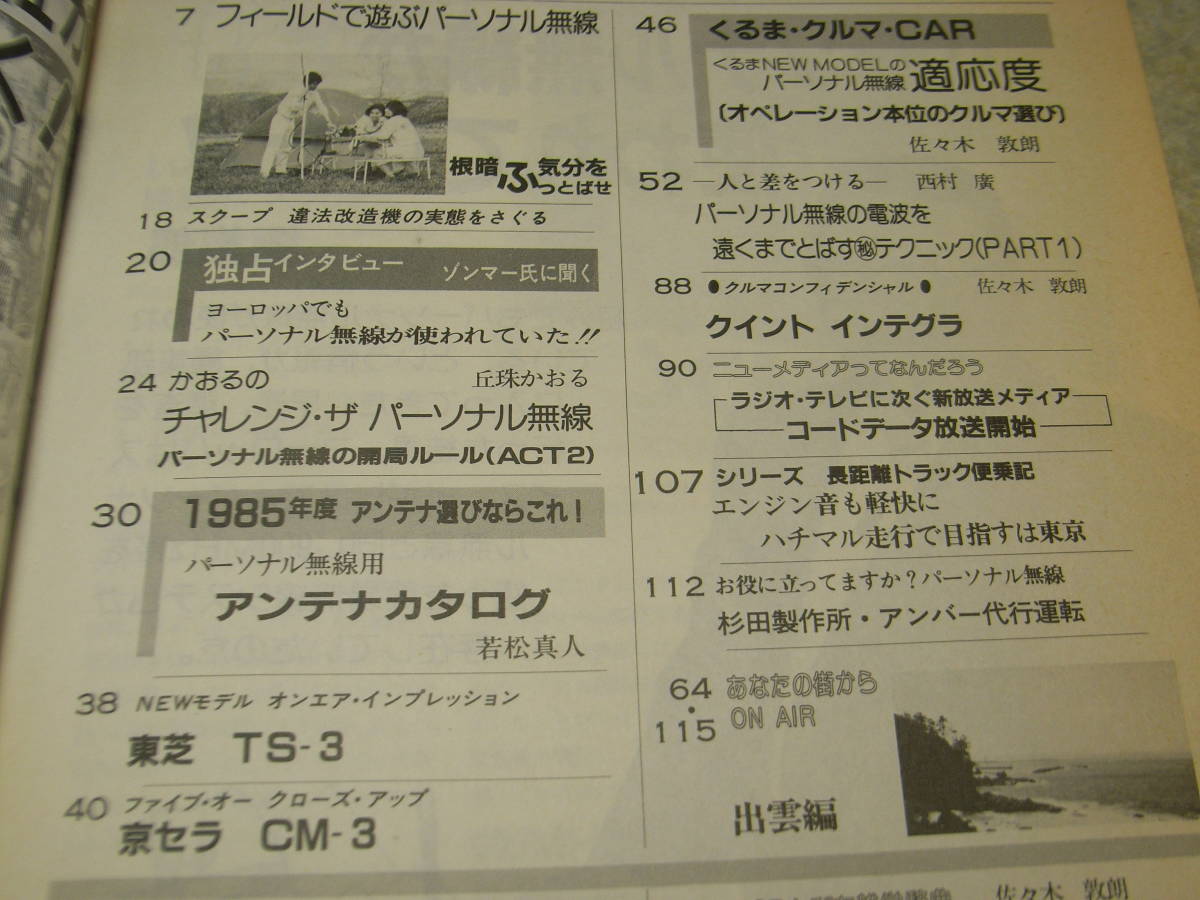 7 フィールドで遊ぶパーソナル無線
根暗ふ気分を
っとばせ
18 スクープ 違法改造機の実態をさぐる
20 独占インタビュー ゾンマー氏に聞く
ヨーロッパでも
パーソナル無線が使われていた!!
24 かおるの 丘珠かおる
チャレンジ・ザ パーソナル無線
パーソナル無線の開局ルール(ACT2)
30 1985年度 アンテナ選びならこれ!
パーソナル無線用
アンテナカタログ
若松真人
38 NEWモデル オンエア・インプレッション
東芝 TS-3
40 ファイブ・オー クローズ・アップ
京セラ CM-3
46 くるま・クルマ・CAR
くるまNEW MODELの
パーソナル無線 適応度
(オペレーション本位のクルマ選び)
佐々木 敦朗
52 ―人と差をつける― 西村 廣
パーソナル無線の電波を
遠くまでとばす㊙テクニック(PART1)
88 ●クルマコンフィデンシャル● 佐々木 敦朗
クイント インテグラ
90 ニューメディアってなんだろう
ラジオ・テレビに次ぐ新放送メディア
コードデータ放送開始
107 シリーズ 長距離トラック便乗記
エンジン音も軽快に
ハチマル走行で目指すは東京
112 お役に立ってますか?パーソナル無線
杉田製作所・アンバー代行運転
64・115 あなたの街から
ON AIR
出雲編
佐々木 敦朗